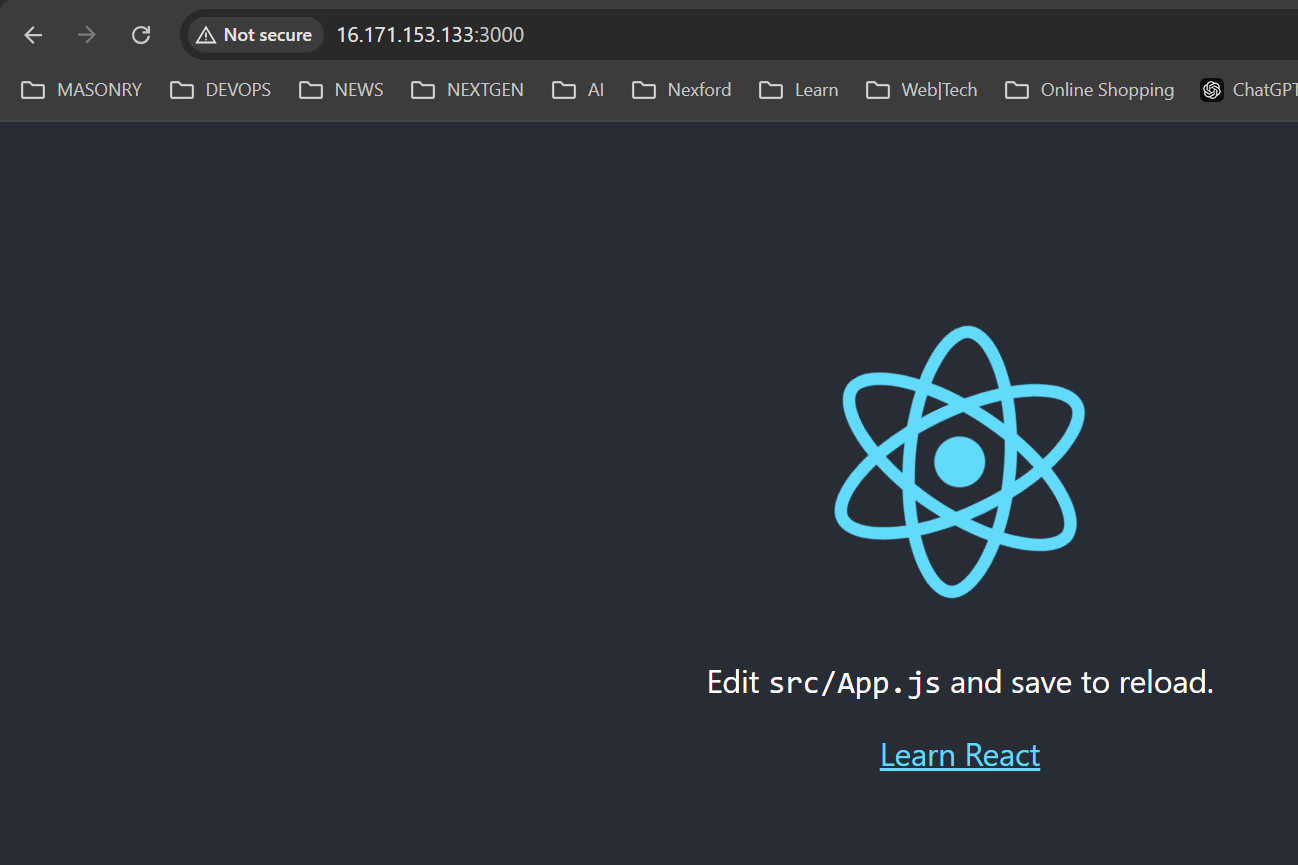 Not secure 16.171.153.133:3000
MASONRY DEVOPS NEWS NEXTGEN AI Nexford Learn Web|Tech Online Shopping ChatGPT
Edit src/App.js and save to reload.
Learn React